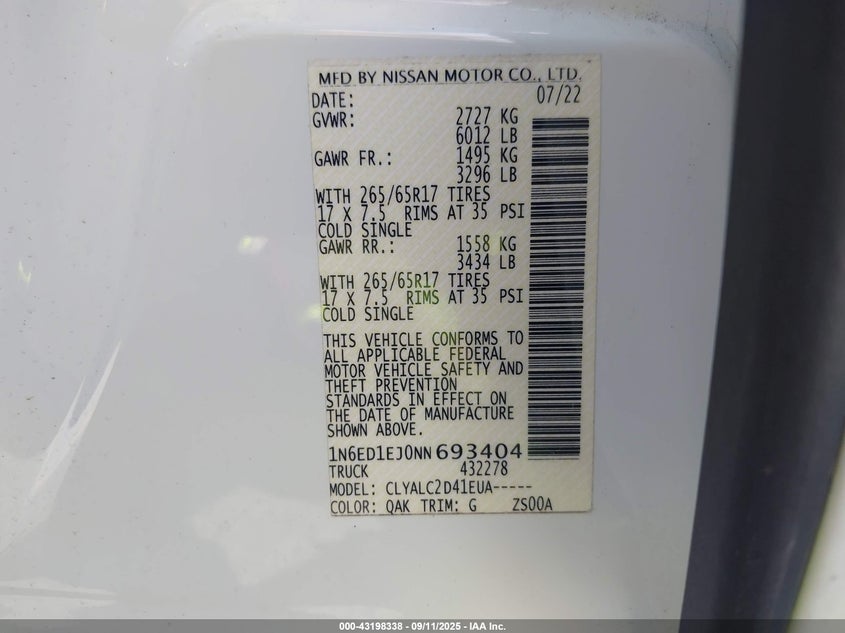 MFD BY NISSAN MOTOR CO., LTD.
DATE: 07/22
GVWR: 2727 KG
6012 LB
GAWR FR.: 1495 KG
3296 LB
WITH 265/65R17 TIRES
17 X 7.5 RIMS AT 35 PSI
COLD SINGLE
GAWR RR.: 1558 KG
3434 LB
WITH 265/65R17 TIRES
17 X 7.5 RIMS AT 35 PSI
COLD SINGLE
THIS VEHICLE CONFORMS TO
ALL APPLICABLE FEDERAL
MOTOR VEHICLE SAFETY AND
THEFT PREVENTION
STANDARDS IN EFFECT ON
THE DATE OF MANUFACTURE
SHOWN ABOVE.
1N6ED1EJ0NN693404
TRUCK 432278
MODEL: CLYALC2D41EUA-----
COLOR: QAK TRIM: G ZS00A
000-43198338 - 09/11/2025 - IAA Inc.